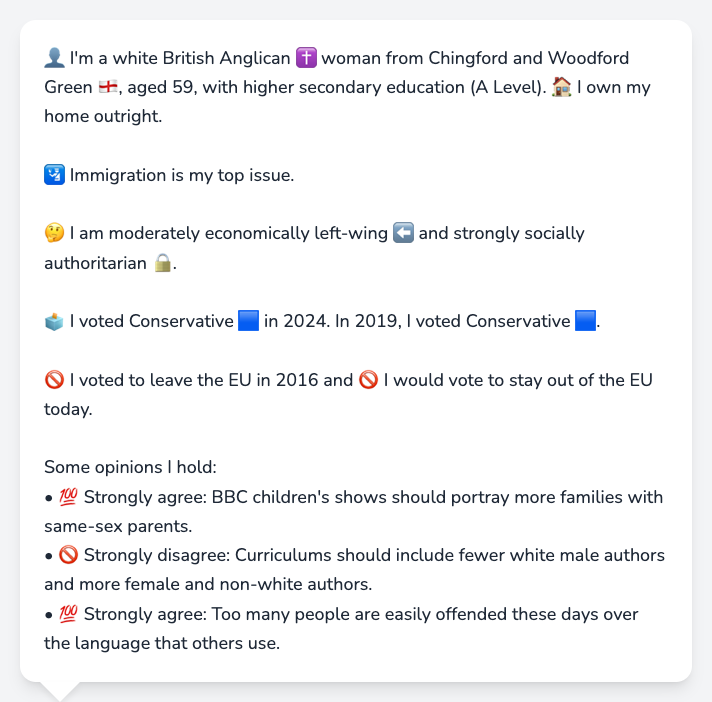 👤 I'm a white British Anglican ✝️ woman from Chingford and Woodford
Green 🏴󠁧󠁢󠁥󠁮󠁧󠁿, aged 59, with higher secondary education (A Level). 🏠 I own my
home outright.
🛂 Immigration is my top issue.
🤔 I am moderately economically left-wing ⬅️ and strongly socially
authoritarian 🔒.
🗳️ I voted Conservative 🟦 in 2024. In 2019, I voted Conservative 🟦.
🚫 I voted to leave the EU in 2016 and 🚫 I would vote to stay out of the EU
today.
Some opinions I hold:
• 💯 Strongly agree: BBC children's shows should portray more families with
same-sex parents.
• 🚫 Strongly disagree: Curriculums should include fewer white male authors
and more female and non-white authors.
• 💯 Strongly agree: Too many people are easily offended these days over
the language that others use.